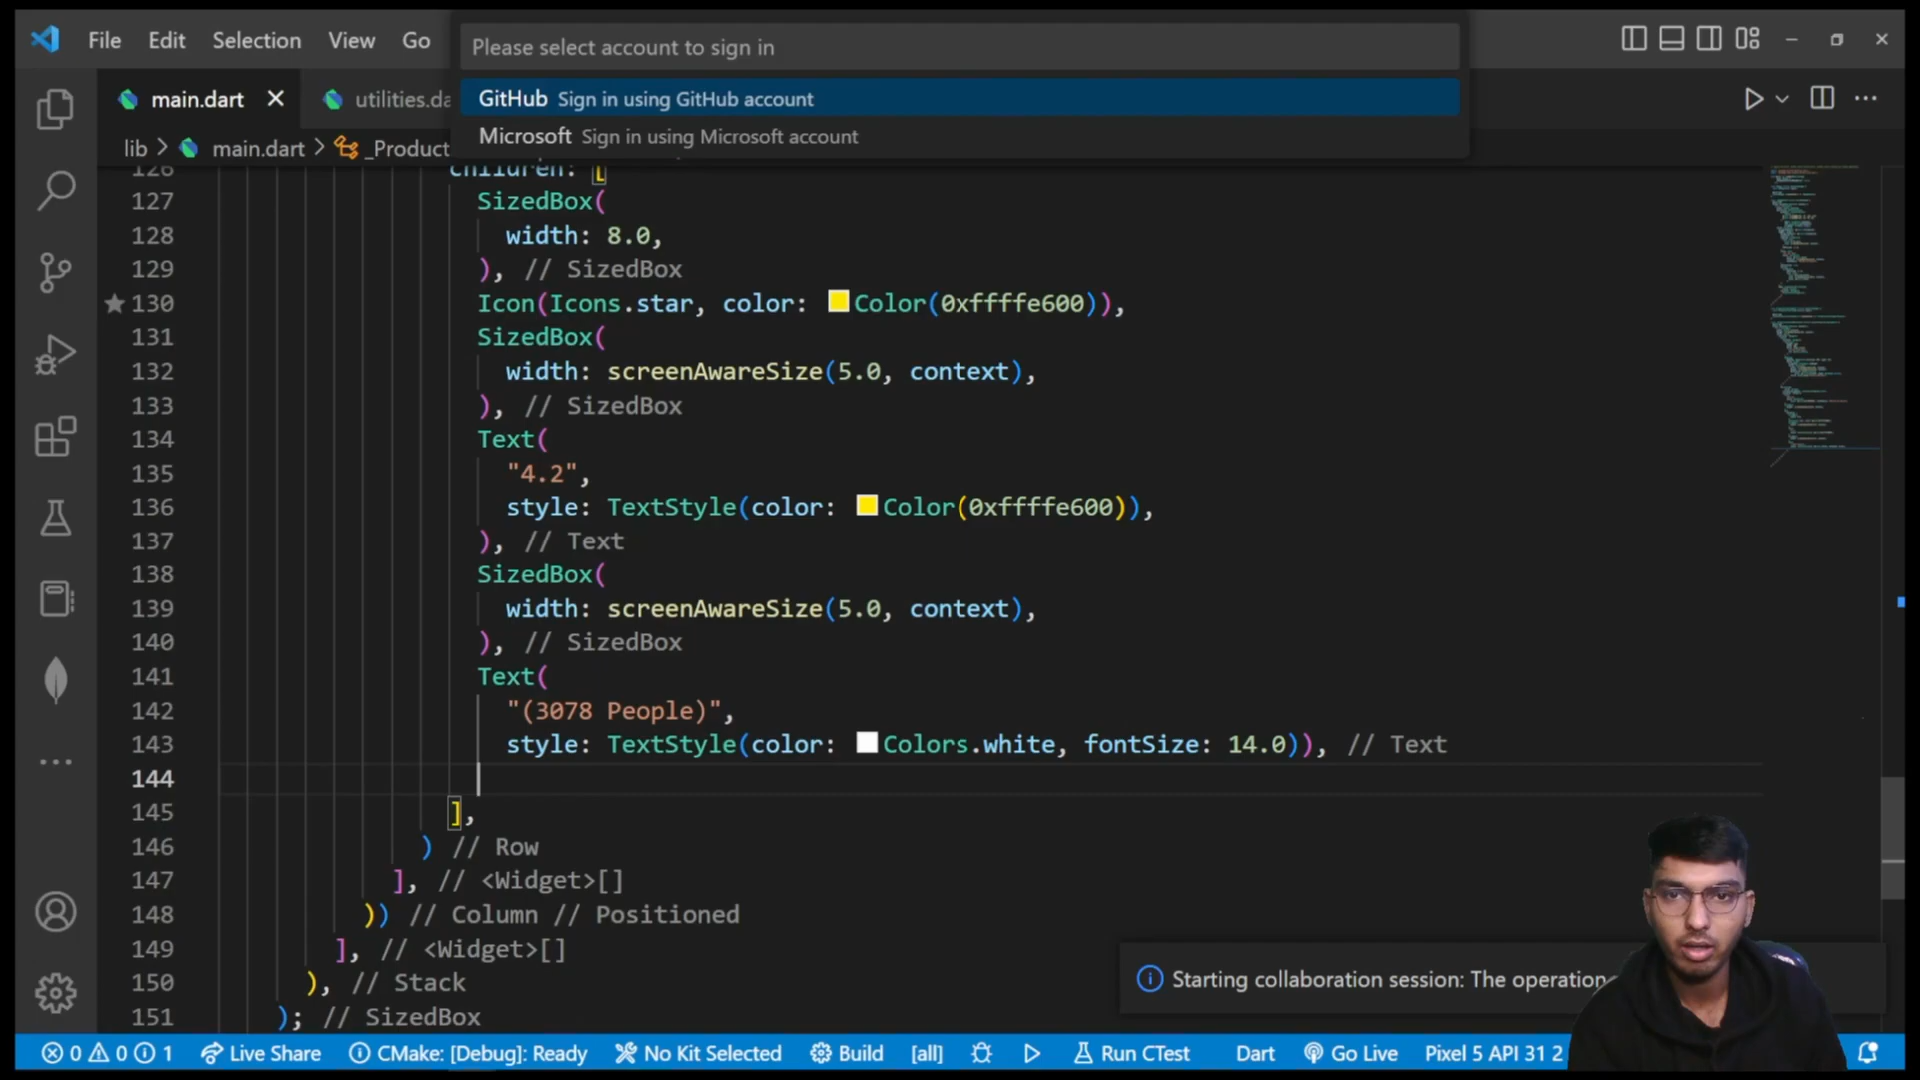 File Edit Selection View Go
Please select account to sign in
GitHub Sign in using GitHub account
Microsoft Sign in using Microsoft account
main.dart
utilities.da
lib > main.dart > _Product
126 children: [
127 SizedBox(
128 width: 8.0,
129 ), // SizedBox
130 Icon(Icons.star, color: Color(0xffffe600)),
131 SizedBox(
132 width: screenAwareSize(5.0, context),
133 ), // SizedBox
134 Text(
135 "4.2",
136 style: TextStyle(color: Color(0xffffe600)),
137 ), // Text
138 SizedBox(
139 width: screenAwareSize(5.0, context),
140 ), // SizedBox
141 Text(
142 "(3078 People)",
143 style: TextStyle(color: Colors.white, fontSize: 14.0)), // Text
144
145 ],
146 ) // Row
147 ], // <Widget>[]
148 )) // Column // Positioned
149 ], // <Widget>[]
150 ), // Stack
151 ); // SizedBox
Starting collaboration session: The operation
0 0 1 Live Share CMake: [Debug]: Ready No Kit Selected Build [all] Run CTest Dart Go Live Pixel 5 API 31 2